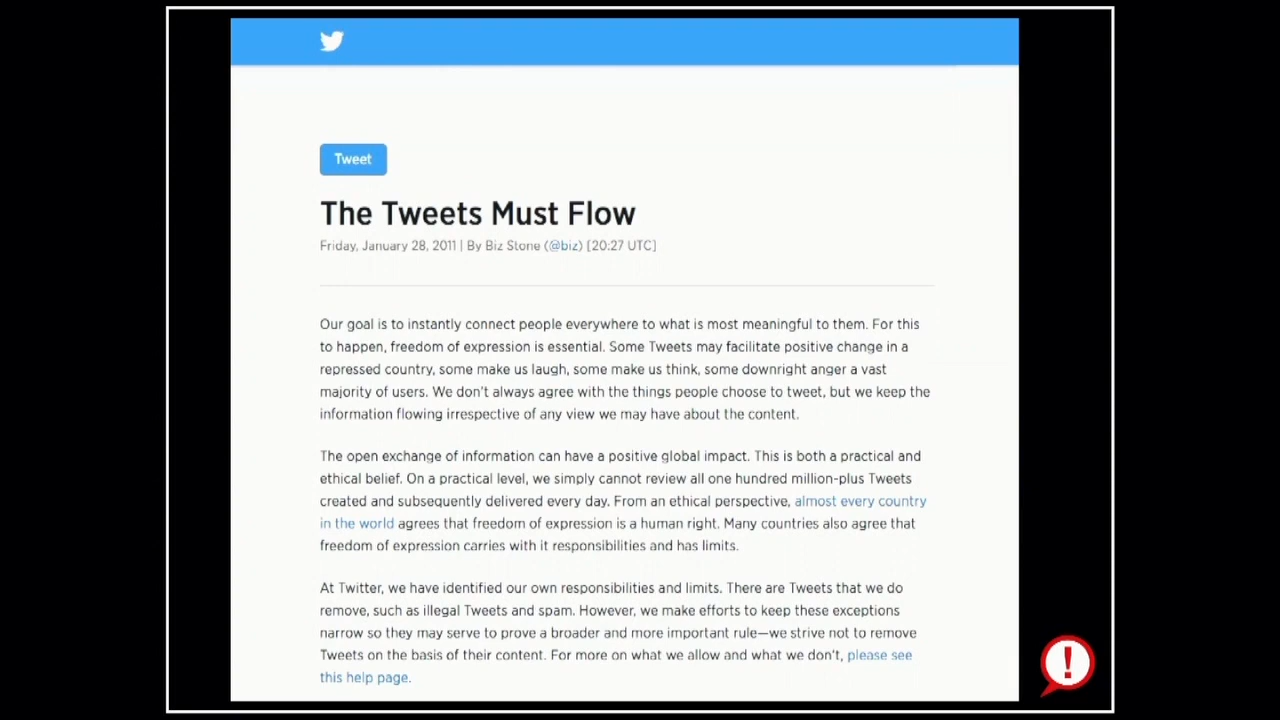 Tweet
The Tweets Must Flow
Friday, January 28, 2011 | By Biz Stone (@biz) [20:27 UTC]
Our goal is to instantly connect people everywhere to what is most meaningful to them. For this
to happen, freedom of expression is essential. Some Tweets may facilitate positive change in a
repressed country, some make us laugh, some make us think, some downright anger a vast
majority of users. We don't always agree with the things people choose to tweet, but we keep the
information flowing irrespective of any view we may have about the content.
The open exchange of information can have a positive global impact. This is both a practical and
ethical belief. On a practical level, we simply cannot review all one hundred million-plus Tweets
created and subsequently delivered every day. From an ethical perspective, almost every country
in the world agrees that freedom of expression is a human right. Many countries also agree that
freedom of expression carries with it responsibilities and has limits.
At Twitter, we have identified our own responsibilities and limits. There are Tweets that we do
remove, such as illegal Tweets and spam. However, we make efforts to keep these exceptions
narrow so they may serve to prove a broader and more important rule—we strive not to remove
Tweets on the basis of their content. For more on what we allow and what we don't, please see
this help page.
!